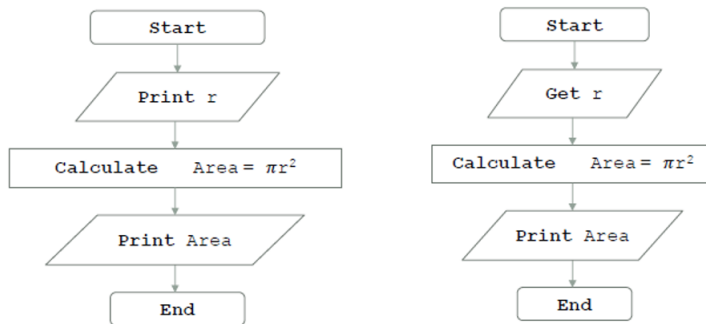 Start
Print r
Calculate Area = πr²
Print Area
End
Start
Get r
Calculate Area = πr²
Print Area
End